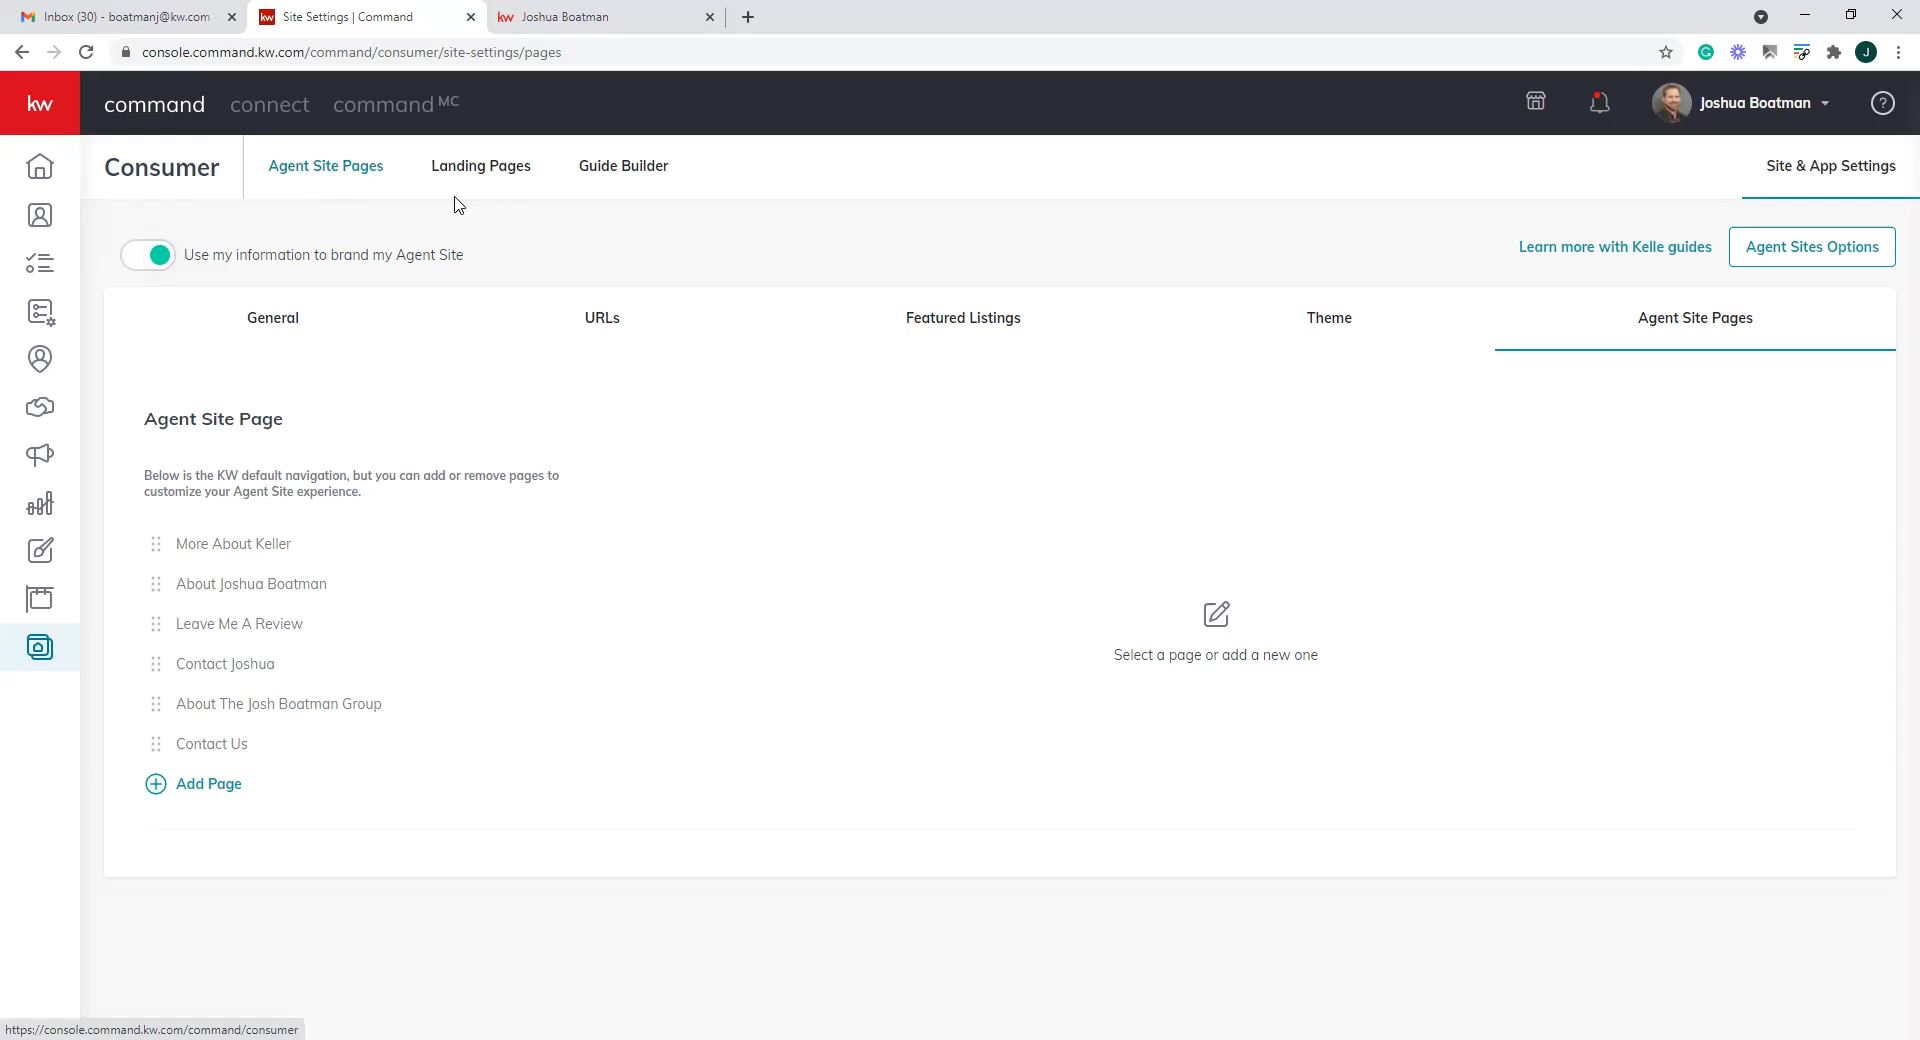 Inbox (30) - boatmanj@kw.com
kw Site Settings | Command
kw Joshua Boatman
console.command.kw.com/command/consumer/site-settings/pages
G
J
kw
command
connect
command MC
Joshua Boatman
?
Consumer
Agent Site Pages
Landing Pages
Guide Builder
Site & App Settings
Use my information to brand my Agent Site
Learn more with Kelle guides
Agent Sites Options
General
URLs
Featured Listings
Theme
Agent Site Pages
Agent Site Page
Below is the KW default navigation, but you can add or remove pages to
customize your Agent Site experience.
More About Keller
About Joshua Boatman
Leave Me A Review
Contact Joshua
About The Josh Boatman Group
Contact Us
Add Page
Select a page or add a new one
https://console.command.kw.com/command/consumer